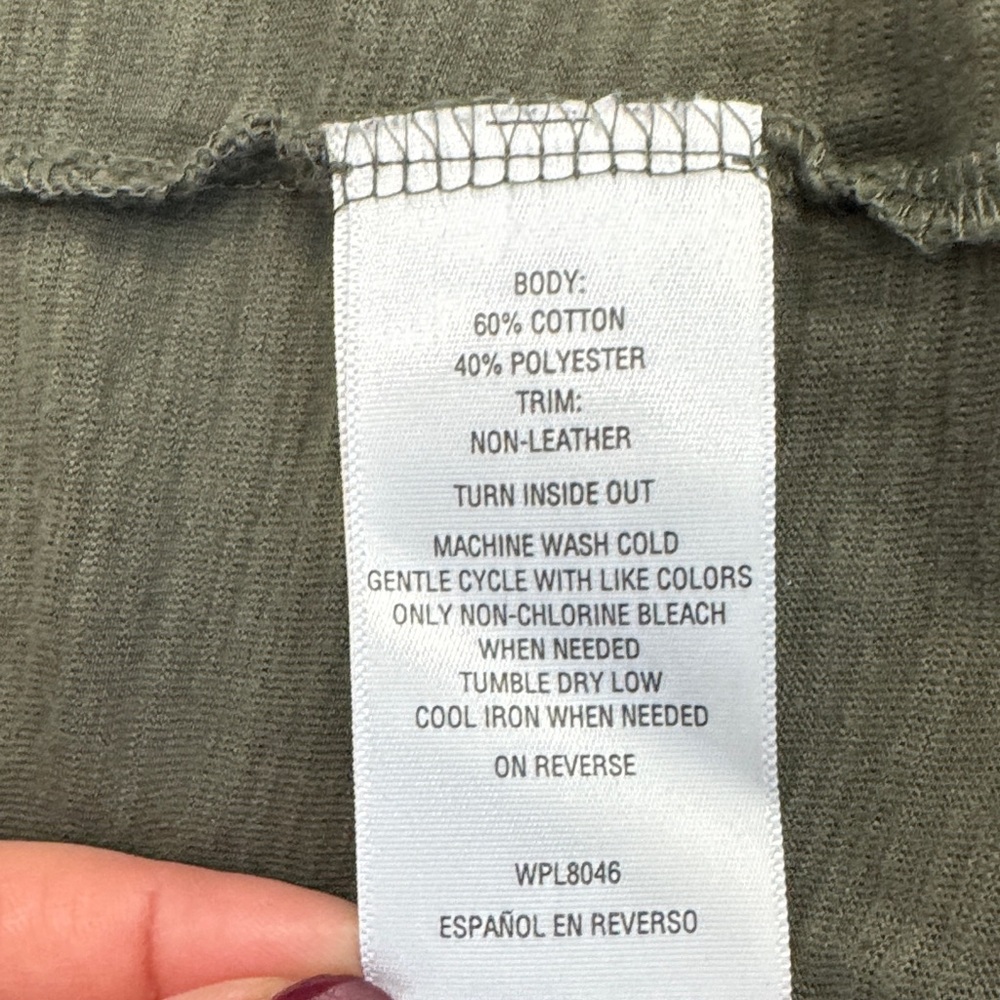 BODY:
60% COTTON
40% POLYESTER
TRIM:
NON-LEATHER
TURN INSIDE OUT
MACHINE WASH COLD
GENTLE CYCLE WITH LIKE COLORS
ONLY NON-CHLORINE BLEACH
WHEN NEEDED
TUMBLE DRY LOW
COOL IRON WHEN NEEDED
ON REVERSE
WPL8046
ESPAÑOL EN REVERSO